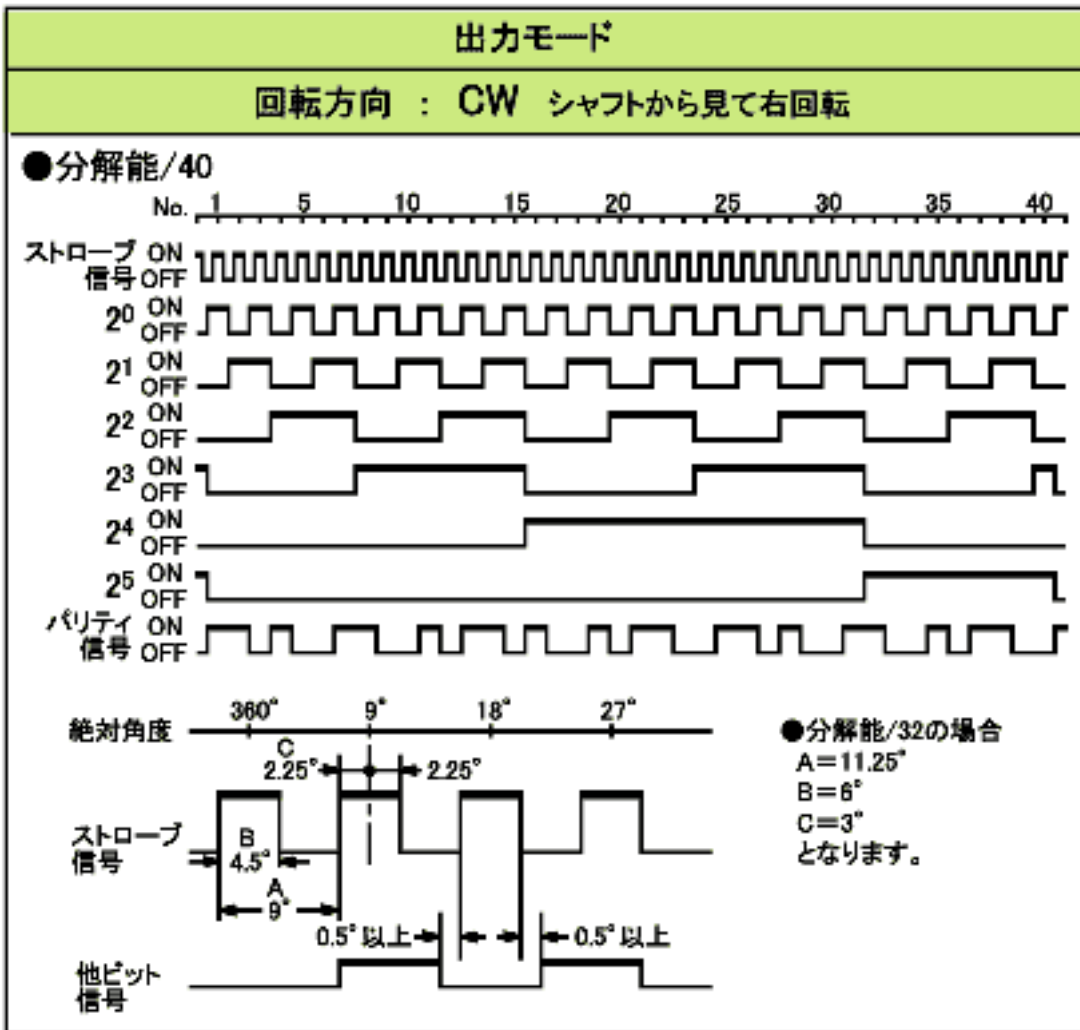 出力モード
回転方向 : CW シャフトから見て右回転
●分解能/40
No. 1 5 10 15 20 25 30 35 40
ストローブ信号 ON OFF
2⁰ ON OFF
2¹ ON OFF
2² ON OFF
2³ ON OFF
2⁴ ON OFF
2⁵ ON OFF
パリティ信号 ON OFF
絶対角度 360° 9° 18° 27°
C
2.25° 2.25°
ストローブ信号
B
4.5°
A
9°
0.5°以上 0.5°以上
他ビット信号
●分解能/32の場合
A=11.25°
B=6°
C=3°
となります。